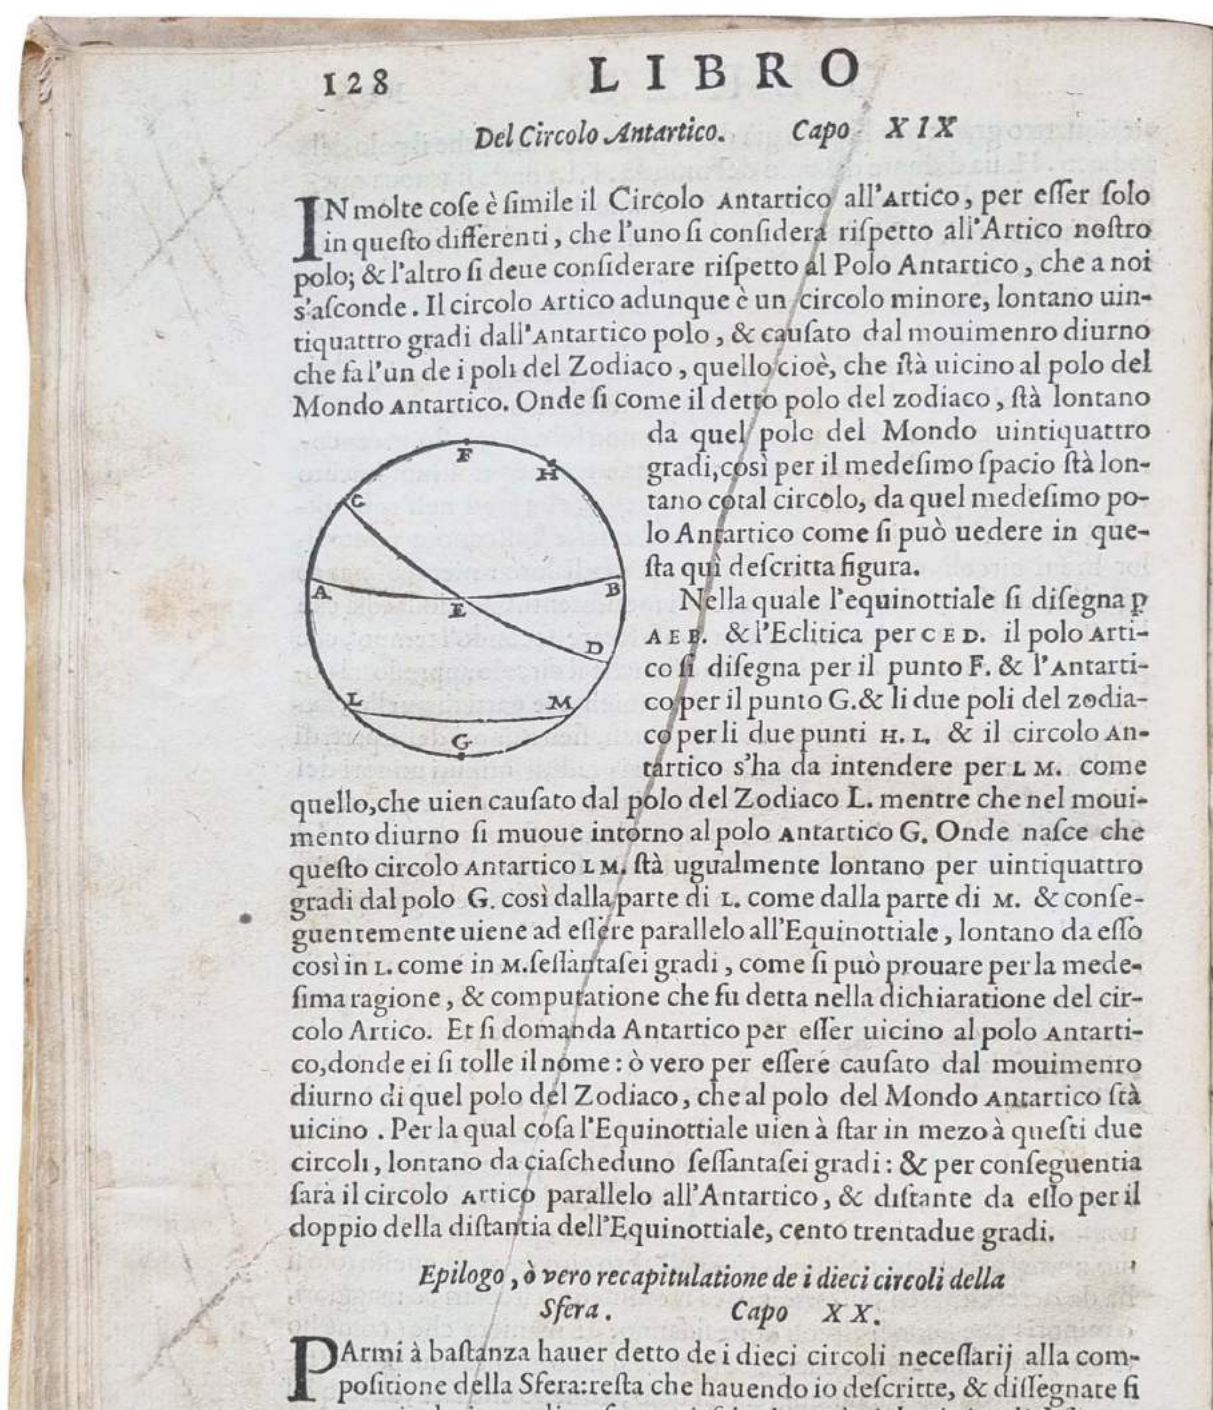 128 LIBRO
Del Circolo Antartico. Capo XIX
IN molte coſe è ſimile il Circolo Antartico all'Artico, per eſſer ſolo
in queſto differenti, che l'uno ſi conſidera riſpetto all'Artico noſtro
polo; & l'altro ſi deue conſiderare riſpetto al Polo Antartico, che a noi
s'aſconde. Il circolo Artico adunque è un circolo minore, lontano uin-
tiquattro gradi dall'Antartico polo, & cauſato dal mouimenro diurno
che fa l'un de i poli del Zodiaco, quello cioè, che ſtà uicino al polo del
Mondo Antartico. Onde ſi come il detto polo del zodiaco, ſtà lontano
da quel polo del Mondo uintiquattro
gradi, così per il medeſimo ſpacio ſtà lon-
tano cotal circolo, da quel medeſimo po-
lo Antartico come ſi può uedere in que-
ſta quì deſcritta figura.
F
H
C
A
B
E
D
L
M
G
Nella quale l'equinottiale ſi diſegna ꝑ
A E B. & l'Eclitica per C E D. il polo Arti-
co ſi diſegna per il punto F. & l'Antarti-
co per il punto G. & li due poli del zodia-
co per li due punti H. L. & il circolo An-
tartico s'ha da intendere per L M. come
quello, che uien cauſato dal polo del Zodiaco L. mentre che nel moui-
mento diurno ſi muoue intorno al polo Antartico G. Onde naſce che
queſto circolo Antartico L M. ſtà ugualmente lontano per uintiquattro
gradi dal polo G. così dalla parte di L. come dalla parte di M. & conſe-
guentemente uiene ad eſſere parallelo all'Equinottiale, lontano da eſſo
così in L. come in M. ſeſſantaſei gradi, come ſi può prouare per la mede-
ſima ragione, & computatione che fu detta nella dichiaratione del cir-
colo Artico. Et ſi domanda Antartico per eſſer uicino al polo Antarti-
co, donde ei ſi tolle il nome: ò vero per eſſere cauſato dal mouimenro
diurno di quel polo del Zodiaco, che al polo del Mondo Antartico ſtà
uicino. Per la qual coſa l'Equinottiale uien à ſtar in mezo à queſti due
circoli, lontano da ciaſcheduno ſeſſantaſei gradi: & per conſeguentia
ſarà il circolo Artico parallelo all'Antartico, & diſtante da eſſo per il
doppio della diſtantia dell'Equinottiale, cento trentadue gradi.
Epilogo, ò vero recapitulatione de i dieci circoli della
Sfera. Capo XX.
PArmi à baſtanza hauer detto de i dieci circoli neceſſarij alla com-
poſitione della Sfera: reſta che hauendo io deſcritte, & diſſegnate ſi